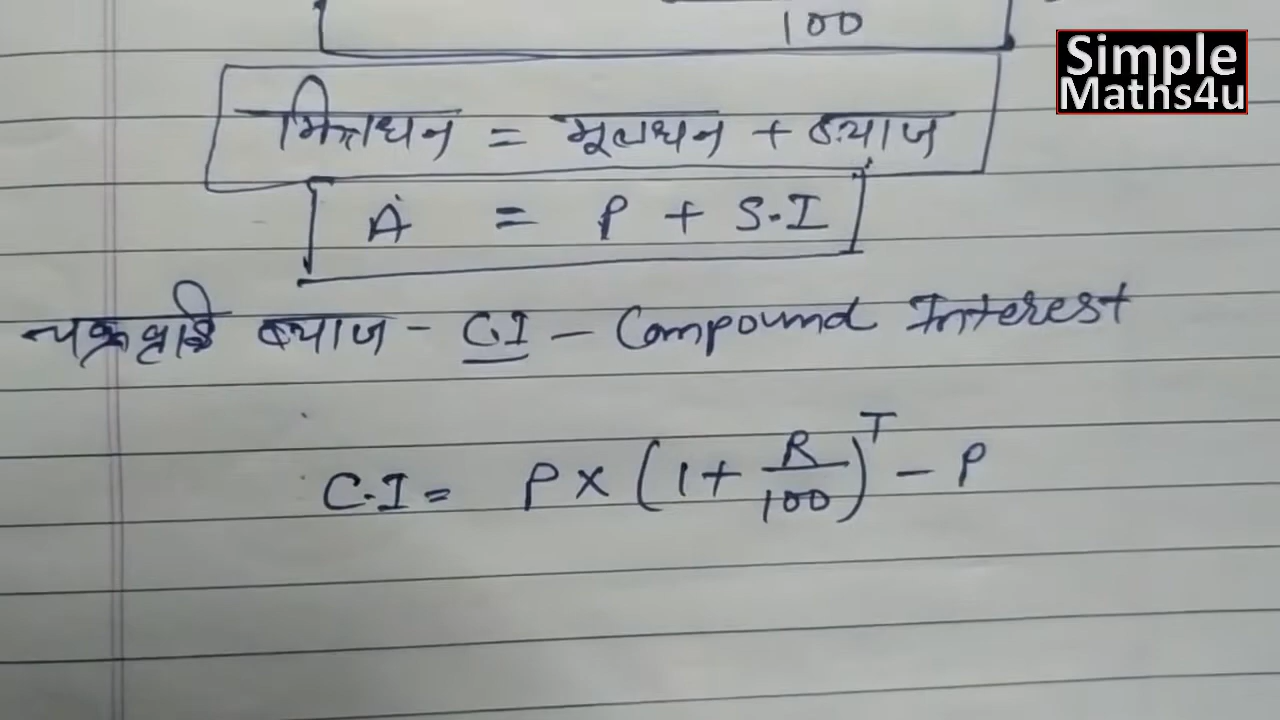 100
Simple
Maths4u
मिश्रधन = मूलधन + ब्याज
A = P + S.I
चक्रवृद्धि ब्याज - C.I - Compound Interest
C.I = P × (1 + R/100)^T - P